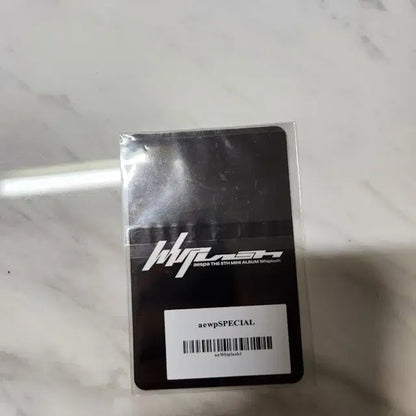 Whiplash
aespa THE 5TH MINI ALBUM Whiplash
aewpSPECIAL
aeWhiplash1